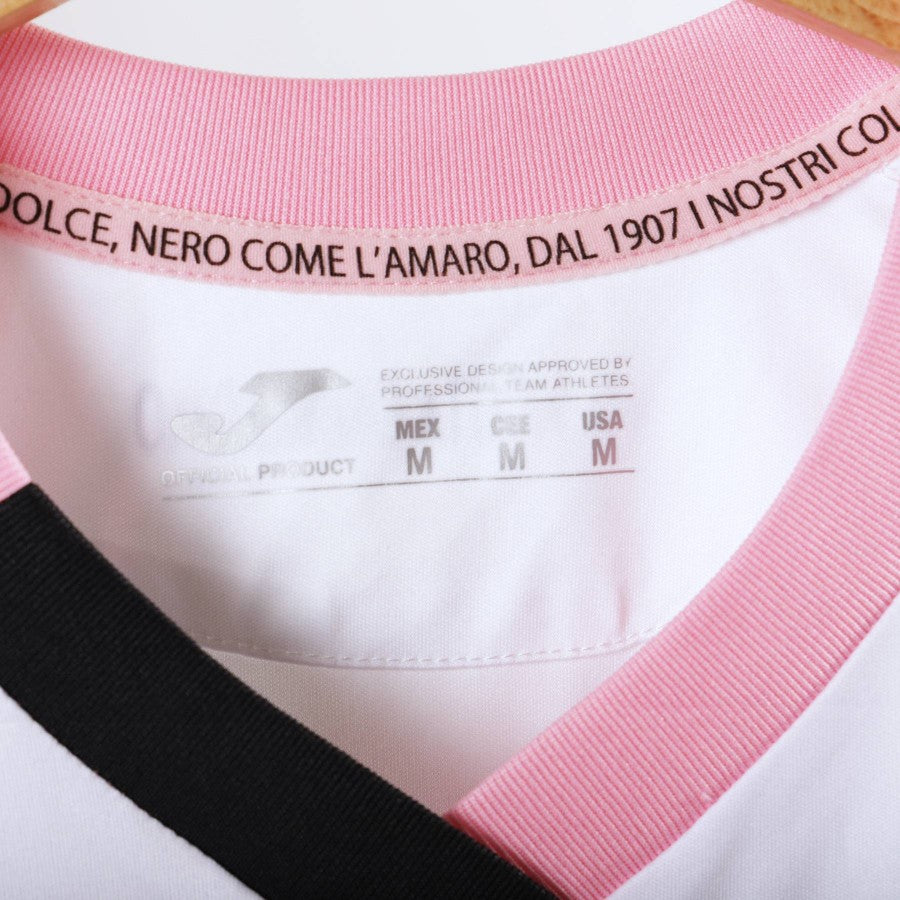 DOLCE, NERO COME L'AMARO, DAL 1907 I NOSTRI COL
EXCLUSIVE DESIGN APPROVED BY
PROFESSIONAL TEAM ATHLETES
MEX CEE USA
M M M
OFFICIAL PRODUCT